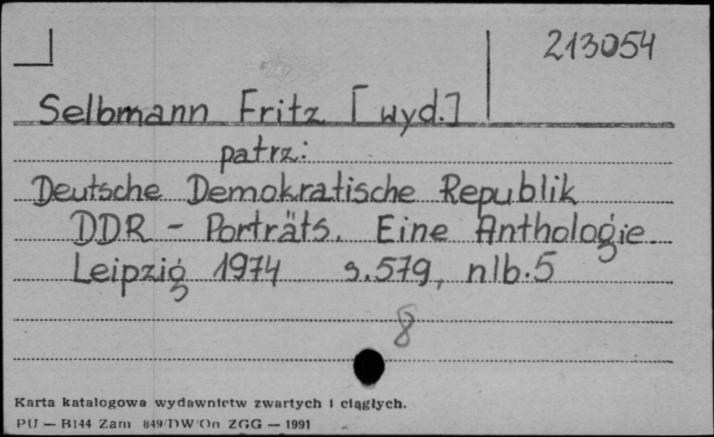 213054
Selbmann Fritz [wyd.]
patrz:
Deutsche Demokratische Republik
DDR - Porträts. Eine Anthologie.
Leipzig 1974 s.579, nlb.5
8
Karta katalogowa wydawnictw zwartych i ciągłych.
PU — B144 Zam 849/DW/On ZGG — 1991